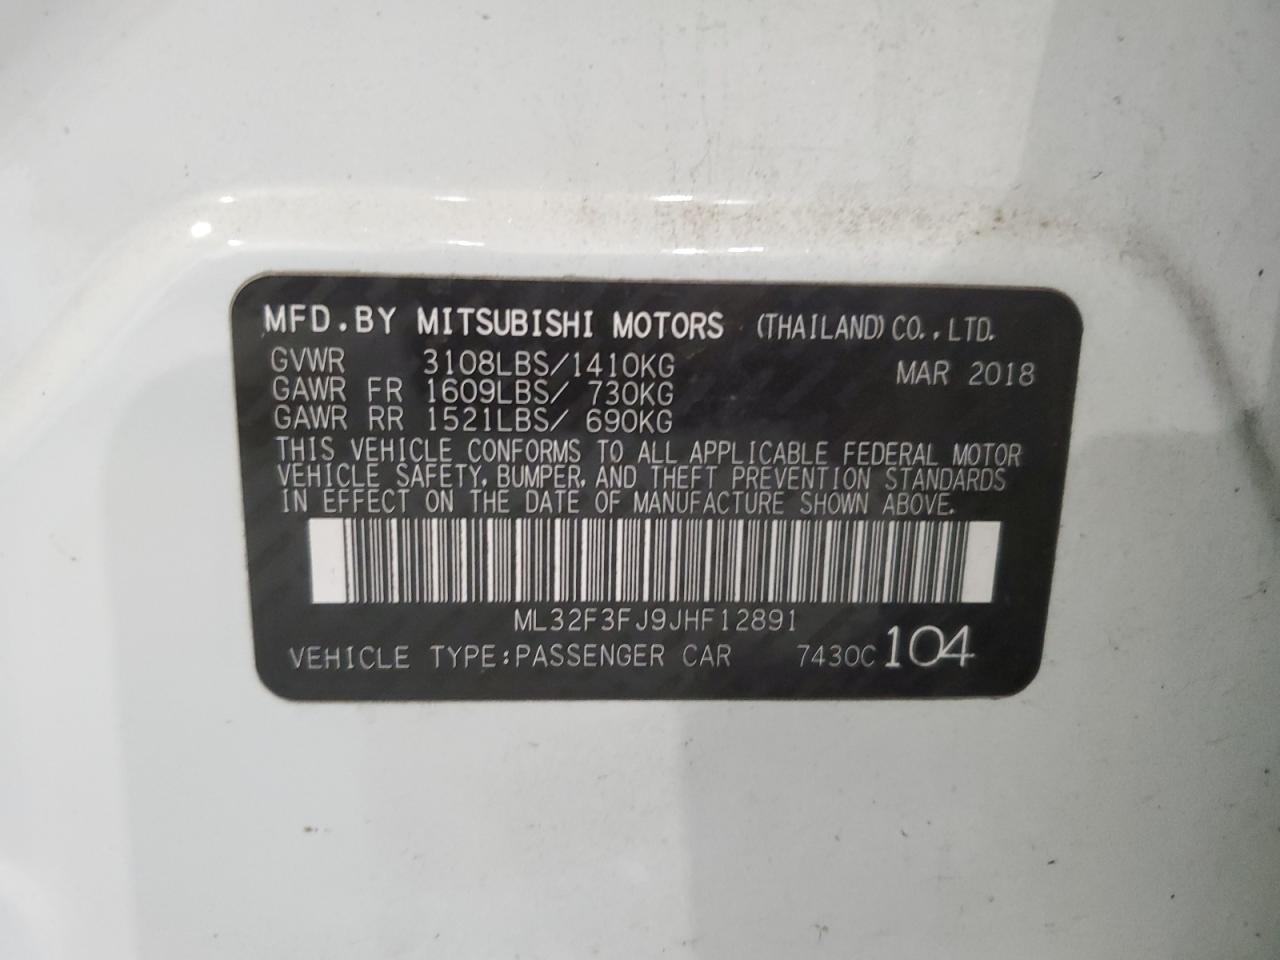 MFD.BY MITSUBISHI MOTORS (THAILAND) CO.,LTD.
GVWR 3108LBS/1410KG MAR 2018
GAWR FR 1609LBS/ 730KG
GAWR RR 1521LBS/ 690KG
THIS VEHICLE CONFORMS TO ALL APPLICABLE FEDERAL MOTOR
VEHICLE SAFETY, BUMPER, AND THEFT PREVENTION STANDARDS
IN EFFECT ON THE DATE OF MANUFACTURE SHOWN ABOVE.
ML32F3FJ9JHF12891
VEHICLE TYPE:PASSENGER CAR 7430C 104